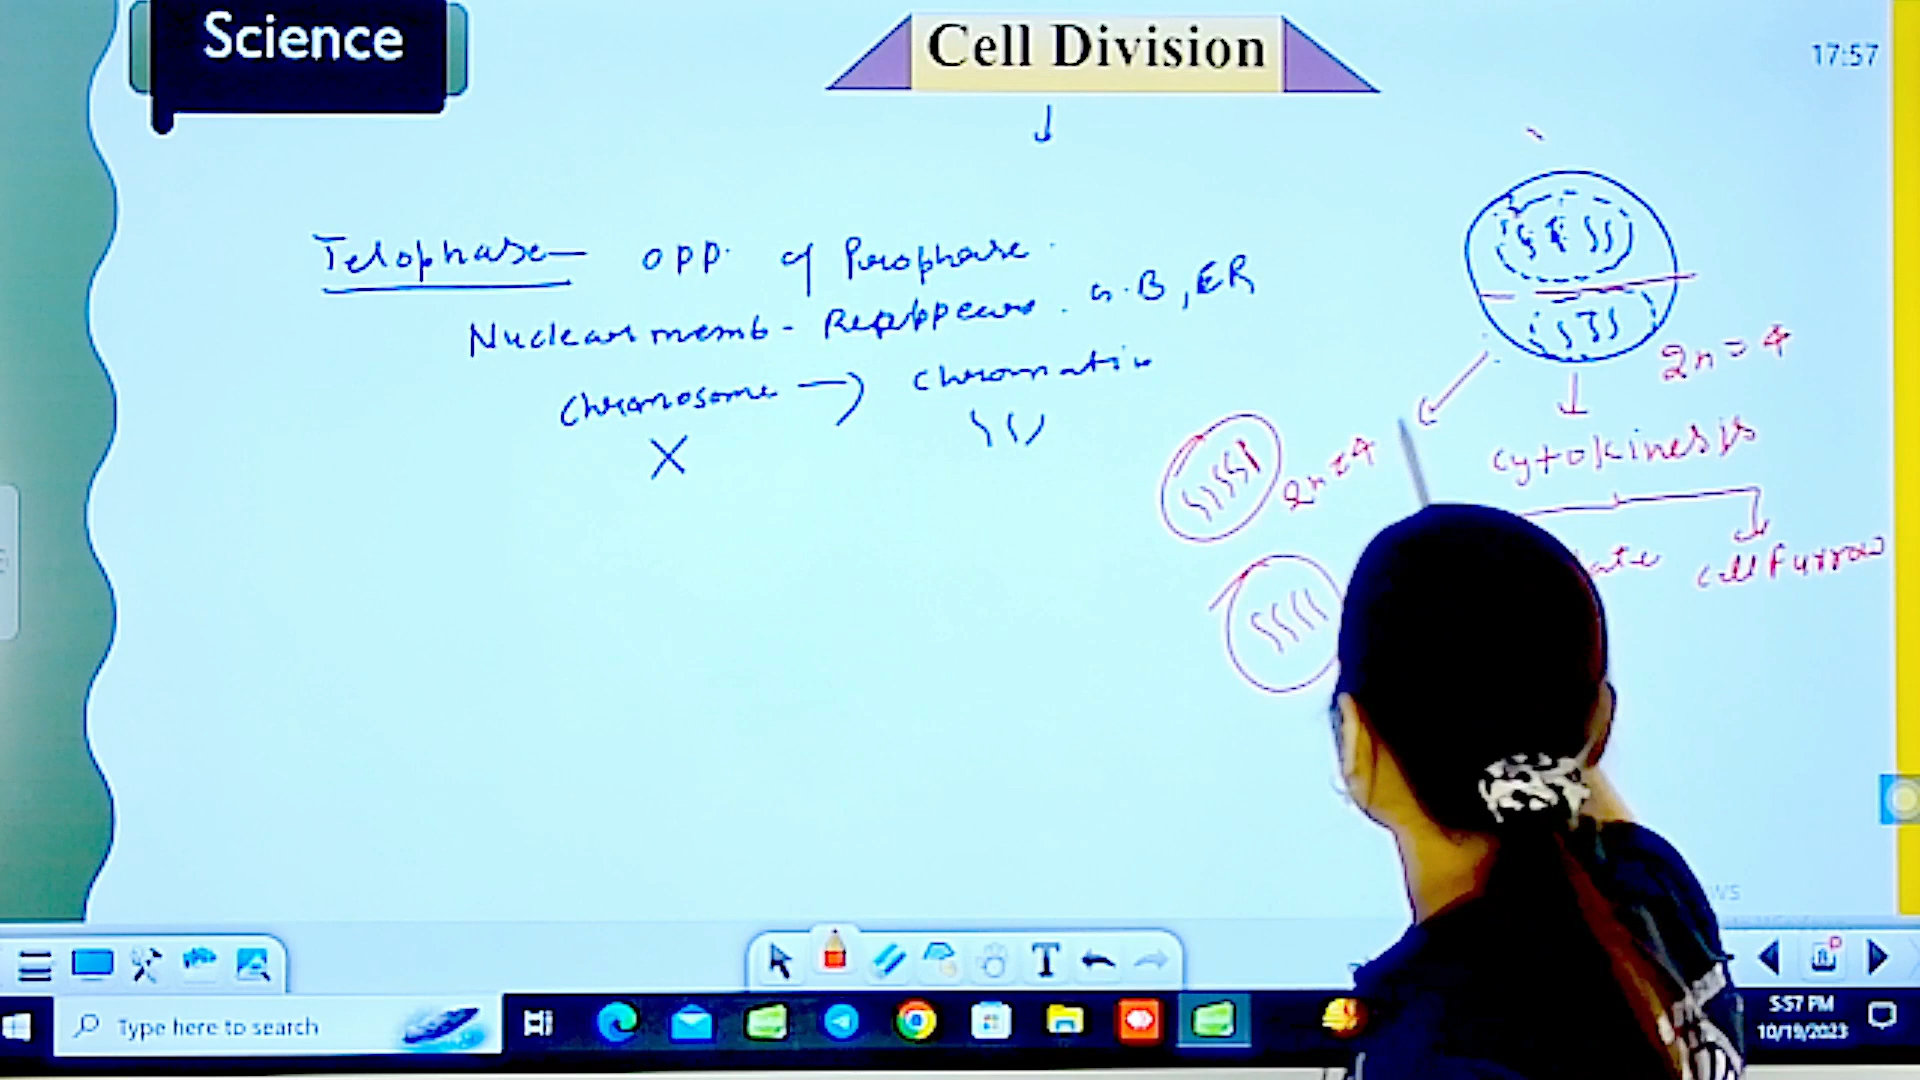 Science
Cell Division
17:57
Telophase — opp. of Prophase.
Nuclear memb - Reappears. G.B, ER
Chromosome → Chromatin
2n = 4
2n = 4
cytokinesis
ate cell furrow
Type here to search
5:57 PM
10/19/2023